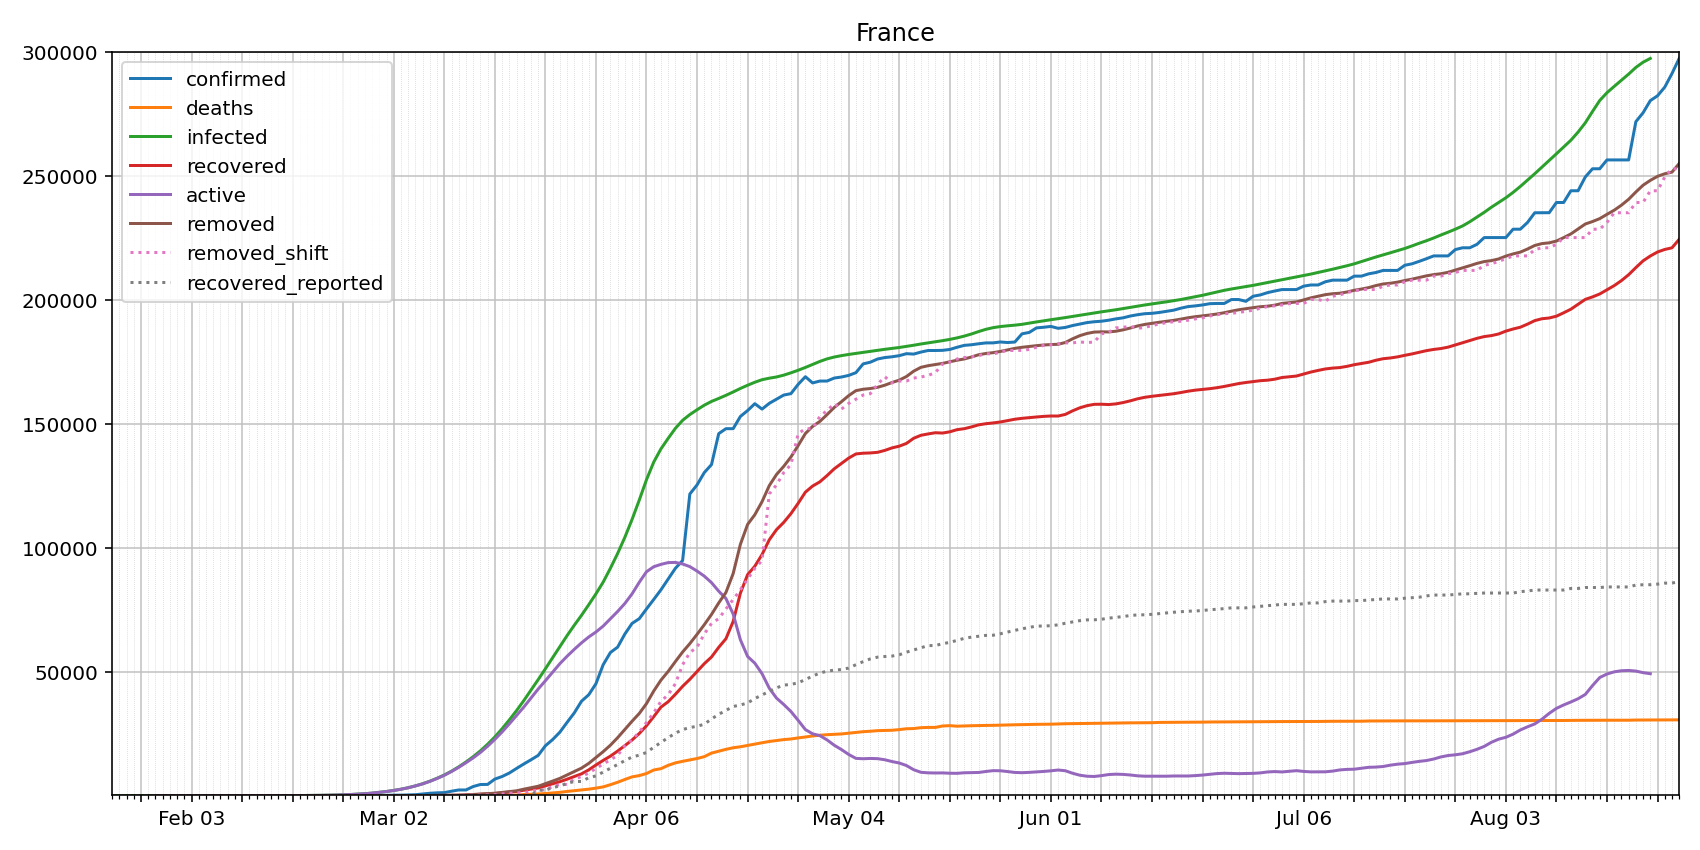 France
300000
250000
200000
150000
100000
50000
confirmed
deaths
infected
recovered
active
removed
removed_shift
recovered_reported
Feb 03
Mar 02
Apr 06
May 04
Jun 01
Jul 06
Aug 03